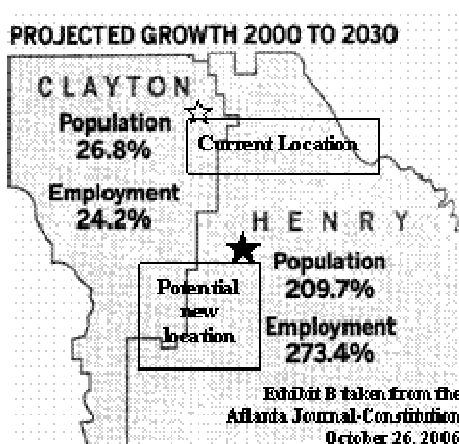 PROJECTED GROWTH 2000 TO 2030
CLAYTON
Population
26.8%
Employment
24.2%
Current Location
HENRY
Population
209.7%
Employment
273.4%
Potential
new
location
Exhibit B taken from the
Atlanta Journal-Constitution
October 26, 2006